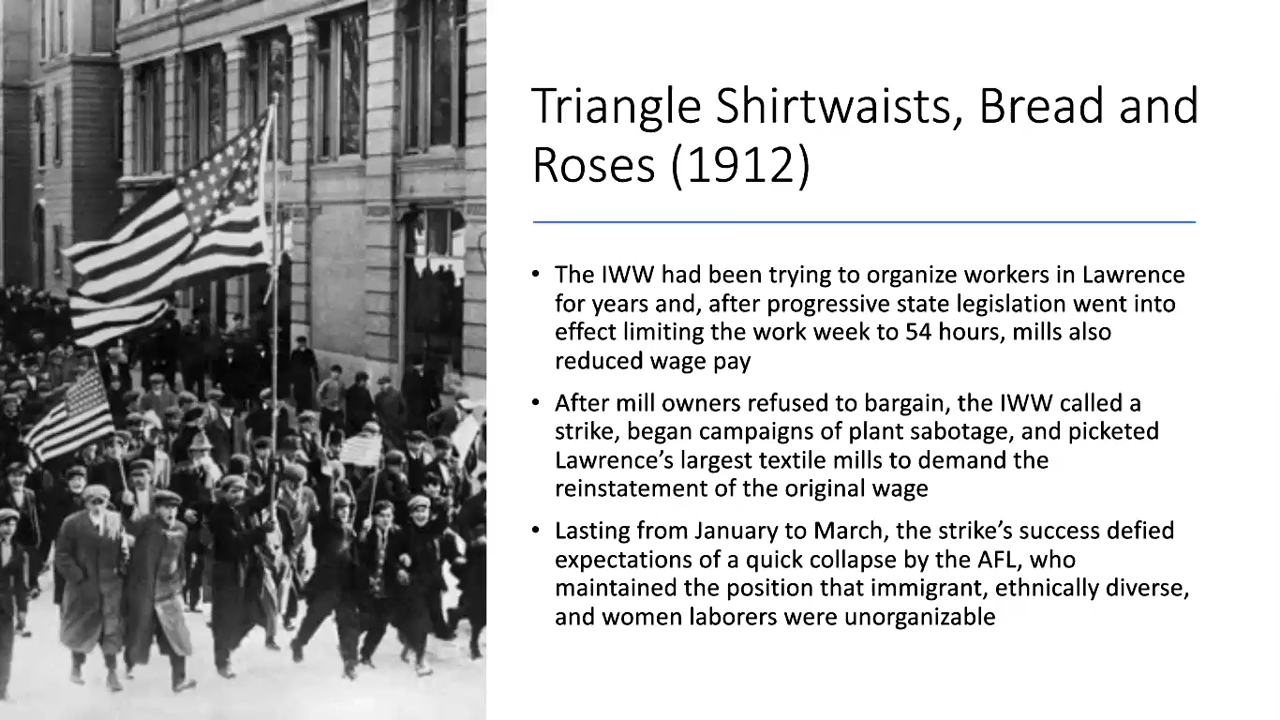 Triangle Shirtwaists, Bread and
Roses (1912)
• The IWW had been trying to organize workers in Lawrence
for years and, after progressive state legislation went into
effect limiting the work week to 54 hours, mills also
reduced wage pay
• After mill owners refused to bargain, the IWW called a
strike, began campaigns of plant sabotage, and picketed
Lawrence’s largest textile mills to demand the
reinstatement of the original wage
• Lasting from January to March, the strike’s success defied
expectations of a quick collapse by the AFL, who
maintained the position that immigrant, ethnically diverse,
and women laborers were unorganizable